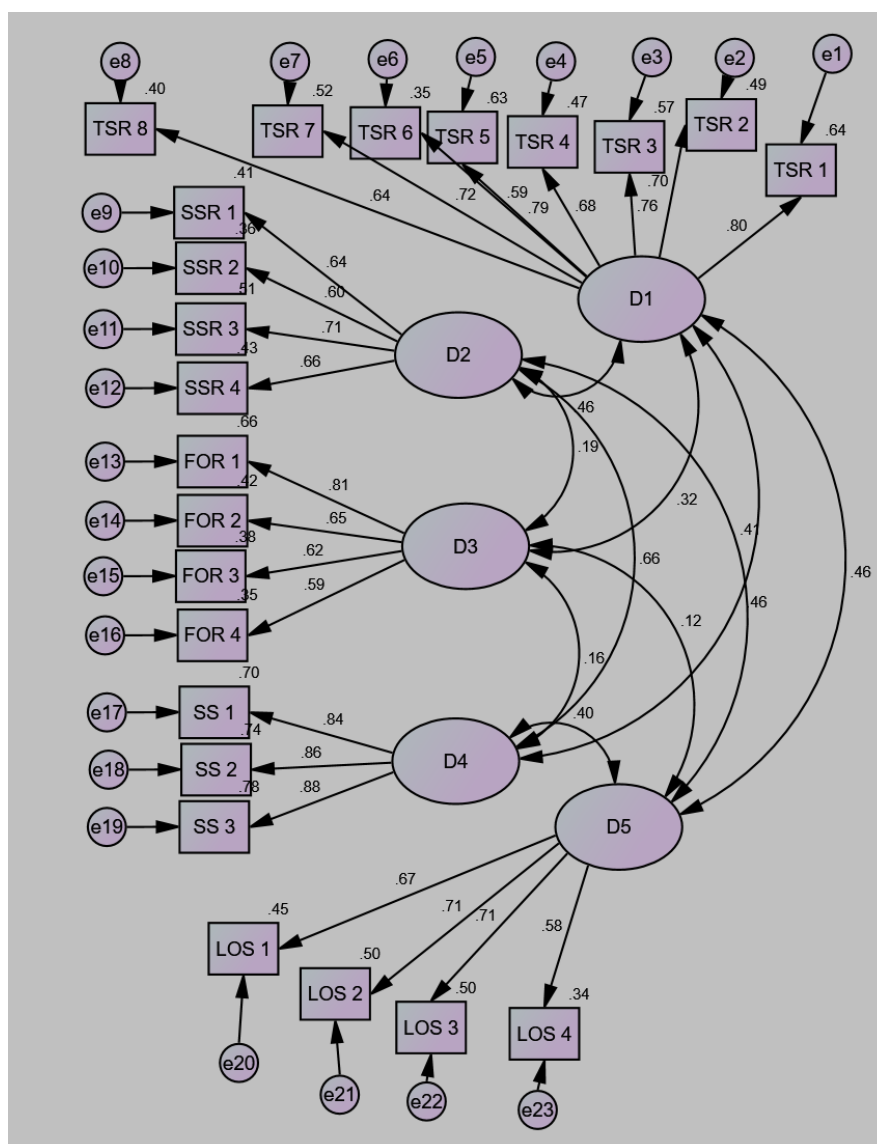 e8
e7
e6
e5
e4
e3
e2
e1
.40
.52
.35
.63
.47
.57
.49
.64
TSR 8
TSR 7
TSR 6
TSR 5
TSR 4
TSR 3
TSR 2
TSR 1
.64
.72
.59
.79
.68
.76
.70
.80
D1
.41
e9
SSR 1
.36
e10
SSR 2
.51
e11
SSR 3
.43
e12
SSR 4
.64
.60
.71
.66
D2
.46
.19
.32
.41
.46
.66
.46
.12
.16
.40
.66
e13
FOR 1
.42
e14
FOR 2
.38
e15
FOR 3
.35
e16
FOR 4
.81
.65
.62
.59
D3
.70
e17
SS 1
.74
e18
SS 2
.78
e19
SS 3
.84
.86
.88
D4
D5
.67
.71
.71
.58
.45
.50
.50
.34
LOS 1
LOS 2
LOS 3
LOS 4
e20
e21
e22
e23